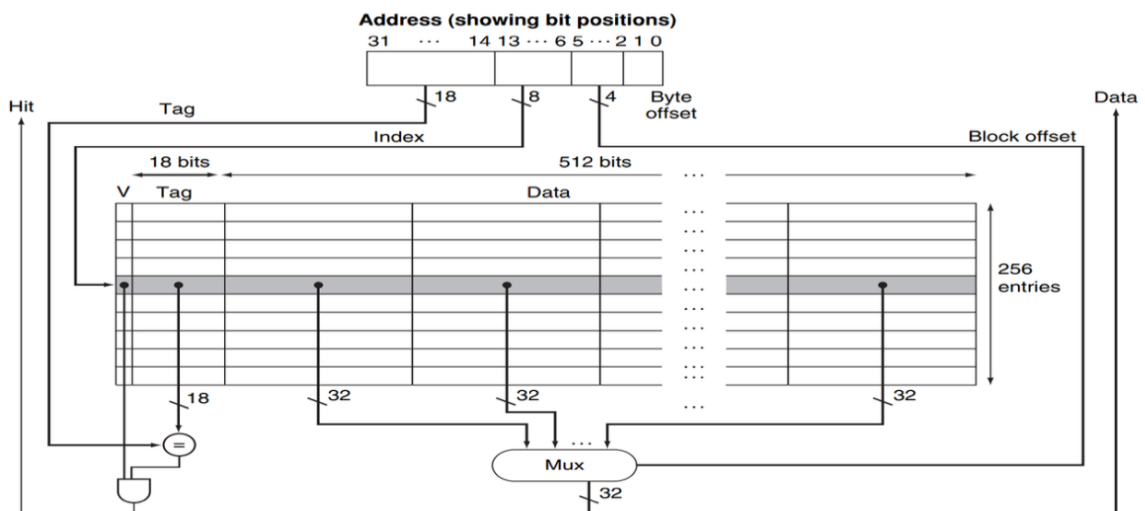 Address (showing bit positions)
31 ··· 14 13 ··· 6 5 ··· 2 1 0
18 8 4 Byte offset
Hit
Tag
Data
Index
Block offset
18 bits
512 bits
···
V Tag Data
···
···
···
···
···
256 entries
···
···
···
···
···
18 32 32 ··· 32
=
···
Mux
32